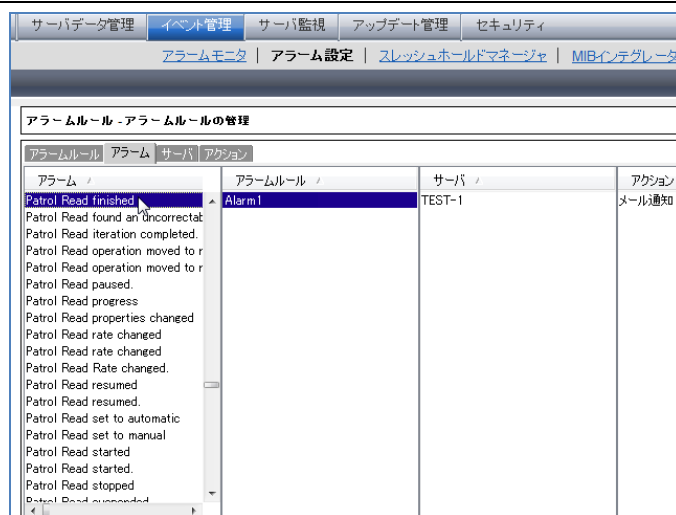 サーバデータ管理 イベント管理 サーバ監視 アップデート管理 セキュリティ
アラームモニタ | アラーム設定 | スレッシュホールドマネージャ | MIBインテグレータ
アラームルール - アラームルールの管理
アラームルール アラーム サーバ アクション
アラーム アラームルール サーバ アクション
Patrol Read finished Alarm1 TEST-1 メール通知
Patrol Read found an uncorrectab
Patrol Read iteration completed.
Patrol Read operation moved to r
Patrol Read operation moved to r
Patrol Read paused.
Patrol Read progress
Patrol Read properties changed
Patrol Read rate changed
Patrol Read rate changed
Patrol Read Rate changed.
Patrol Read resumed
Patrol Read resumed.
Patrol Read set to automatic
Patrol Read set to manual
Patrol Read started
Patrol Read started.
Patrol Read stopped
Patrol Read suspended